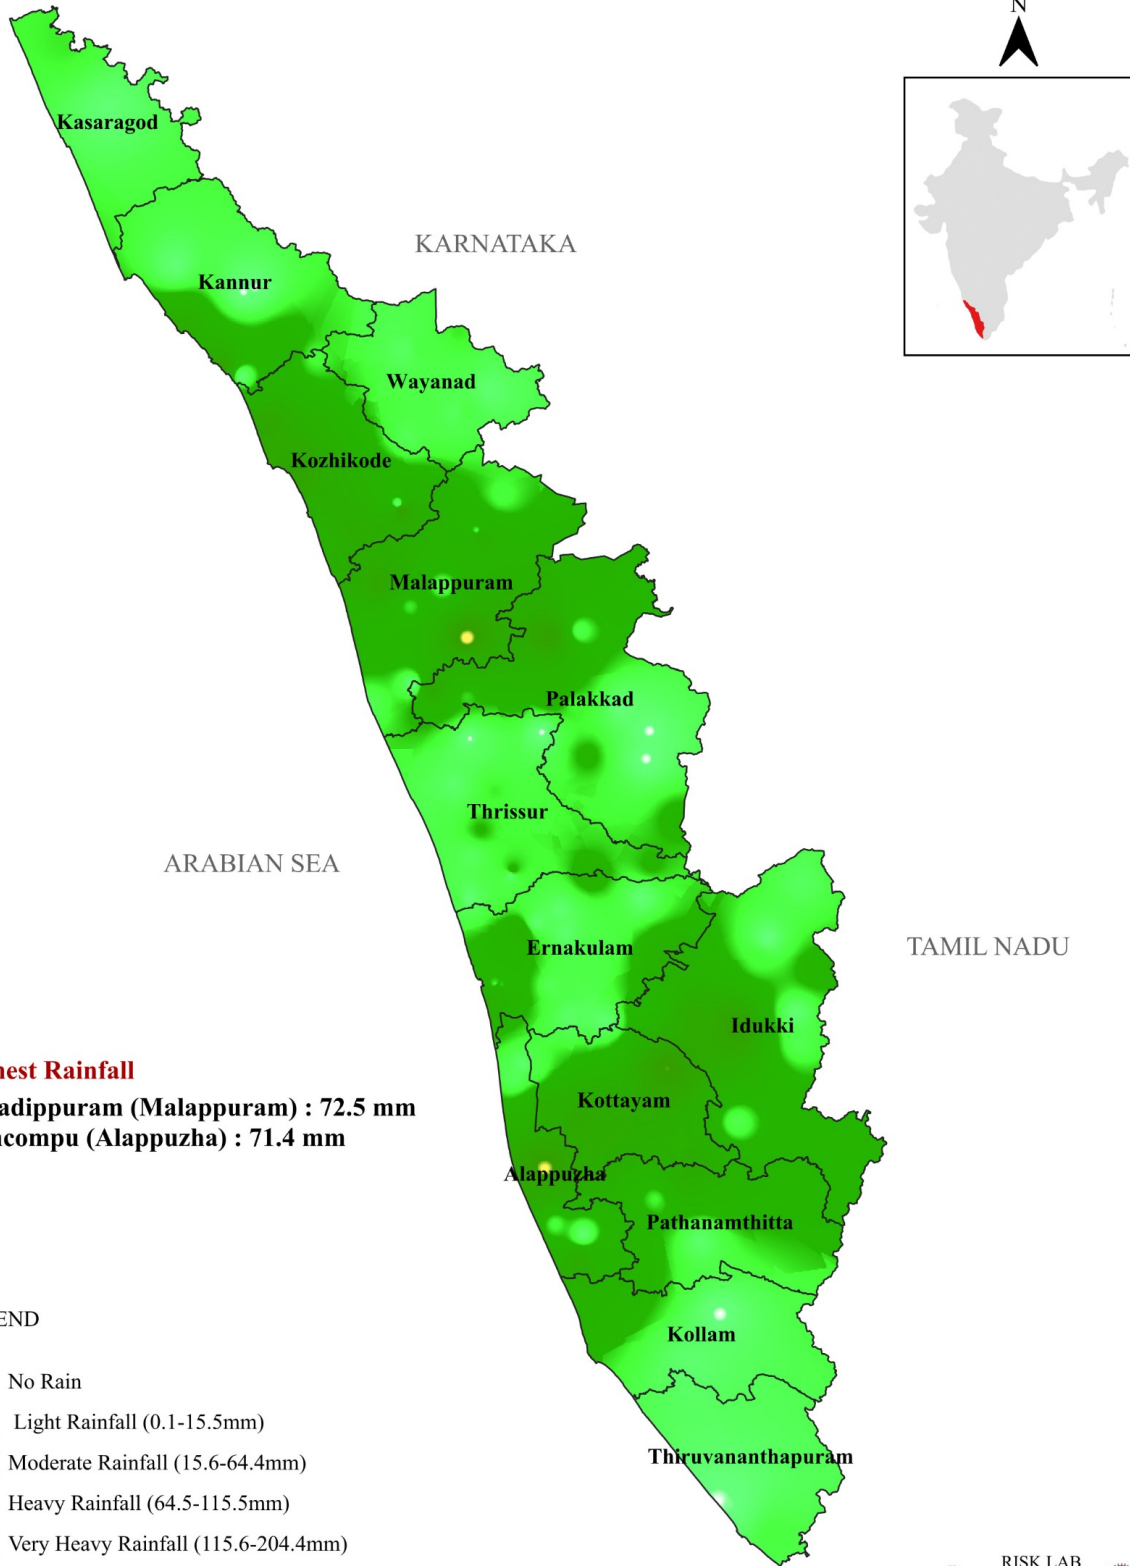 N
Kasaragod
KARNATAKA
Kannur
Wayanad
Kozhikode
Malappuram
Palakkad
Thrissur
ARABIAN SEA
Ernakulam
TAMIL NADU
Idukki
nest Rainfall
adippuram (Malappuram) : 72.5 mm
Kottayam
compu (Alappuzha) : 71.4 mm
Alappuzha
Pathanamthitta
END
Kollam
No Rain
Light Rainfall (0.1-15.5mm)
Thiruvananthapuram
Moderate Rainfall (15.6-64.4mm)
Heavy Rainfall (64.5-115.5mm)
Very Heavy Rainfall (115.6-204.4mm)
RISK LAB